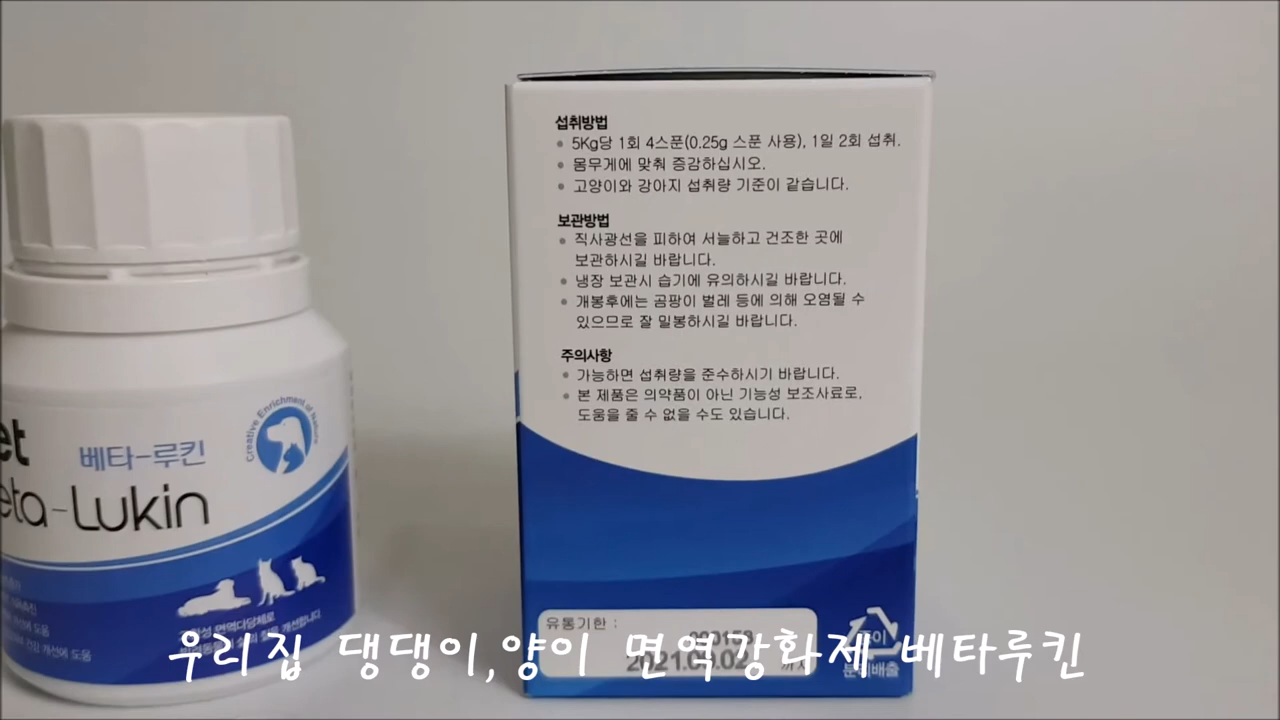 섭취방법
5Kg당 1회 4스푼(0.25g 스푼 사용), 1일 2회 섭취.
몸무게에 맞춰 증감하십시오.
고양이와 강아지 섭취량 기준이 같습니다.
보관방법
직사광선을 피하여 서늘하고 건조한 곳에
보관하시길 바랍니다.
냉장 보관시 습기에 유의하시길 바랍니다.
개봉후에는 곰팡이 벌레 등에 의해 오염될 수
있으므로 잘 밀봉하시길 바랍니다.
주의사항
가능하면 섭취량을 준수하시기 바랍니다.
본 제품은 의약품이 아닌 기능성 보조사료로,
도움을 줄 수 없을 수도 있습니다.
et
베타-루킨
eta-Lukin
Creative Enrichment of Nature
유통기한 :
우리집 댕댕이,양이 면역강화제 베타루킨